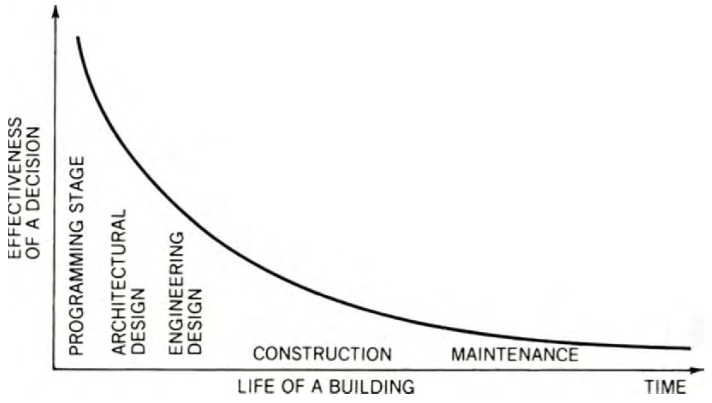 EFFECTIVENESS
OF A DECISION
PROGRAMMING STAGE
ARCHITECTURAL
DESIGN
ENGINEERING
DESIGN
CONSTRUCTION
MAINTENANCE
LIFE OF A BUILDING
TIME